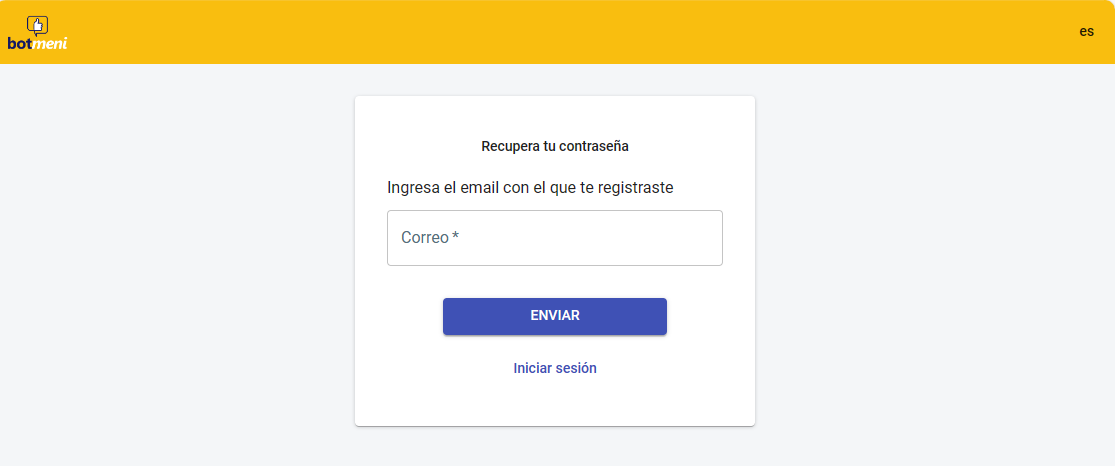 botmeni
es
Recupera tu contraseña
Ingresa el email con el que te registraste
Correo *
ENVIAR
Iniciar sesión